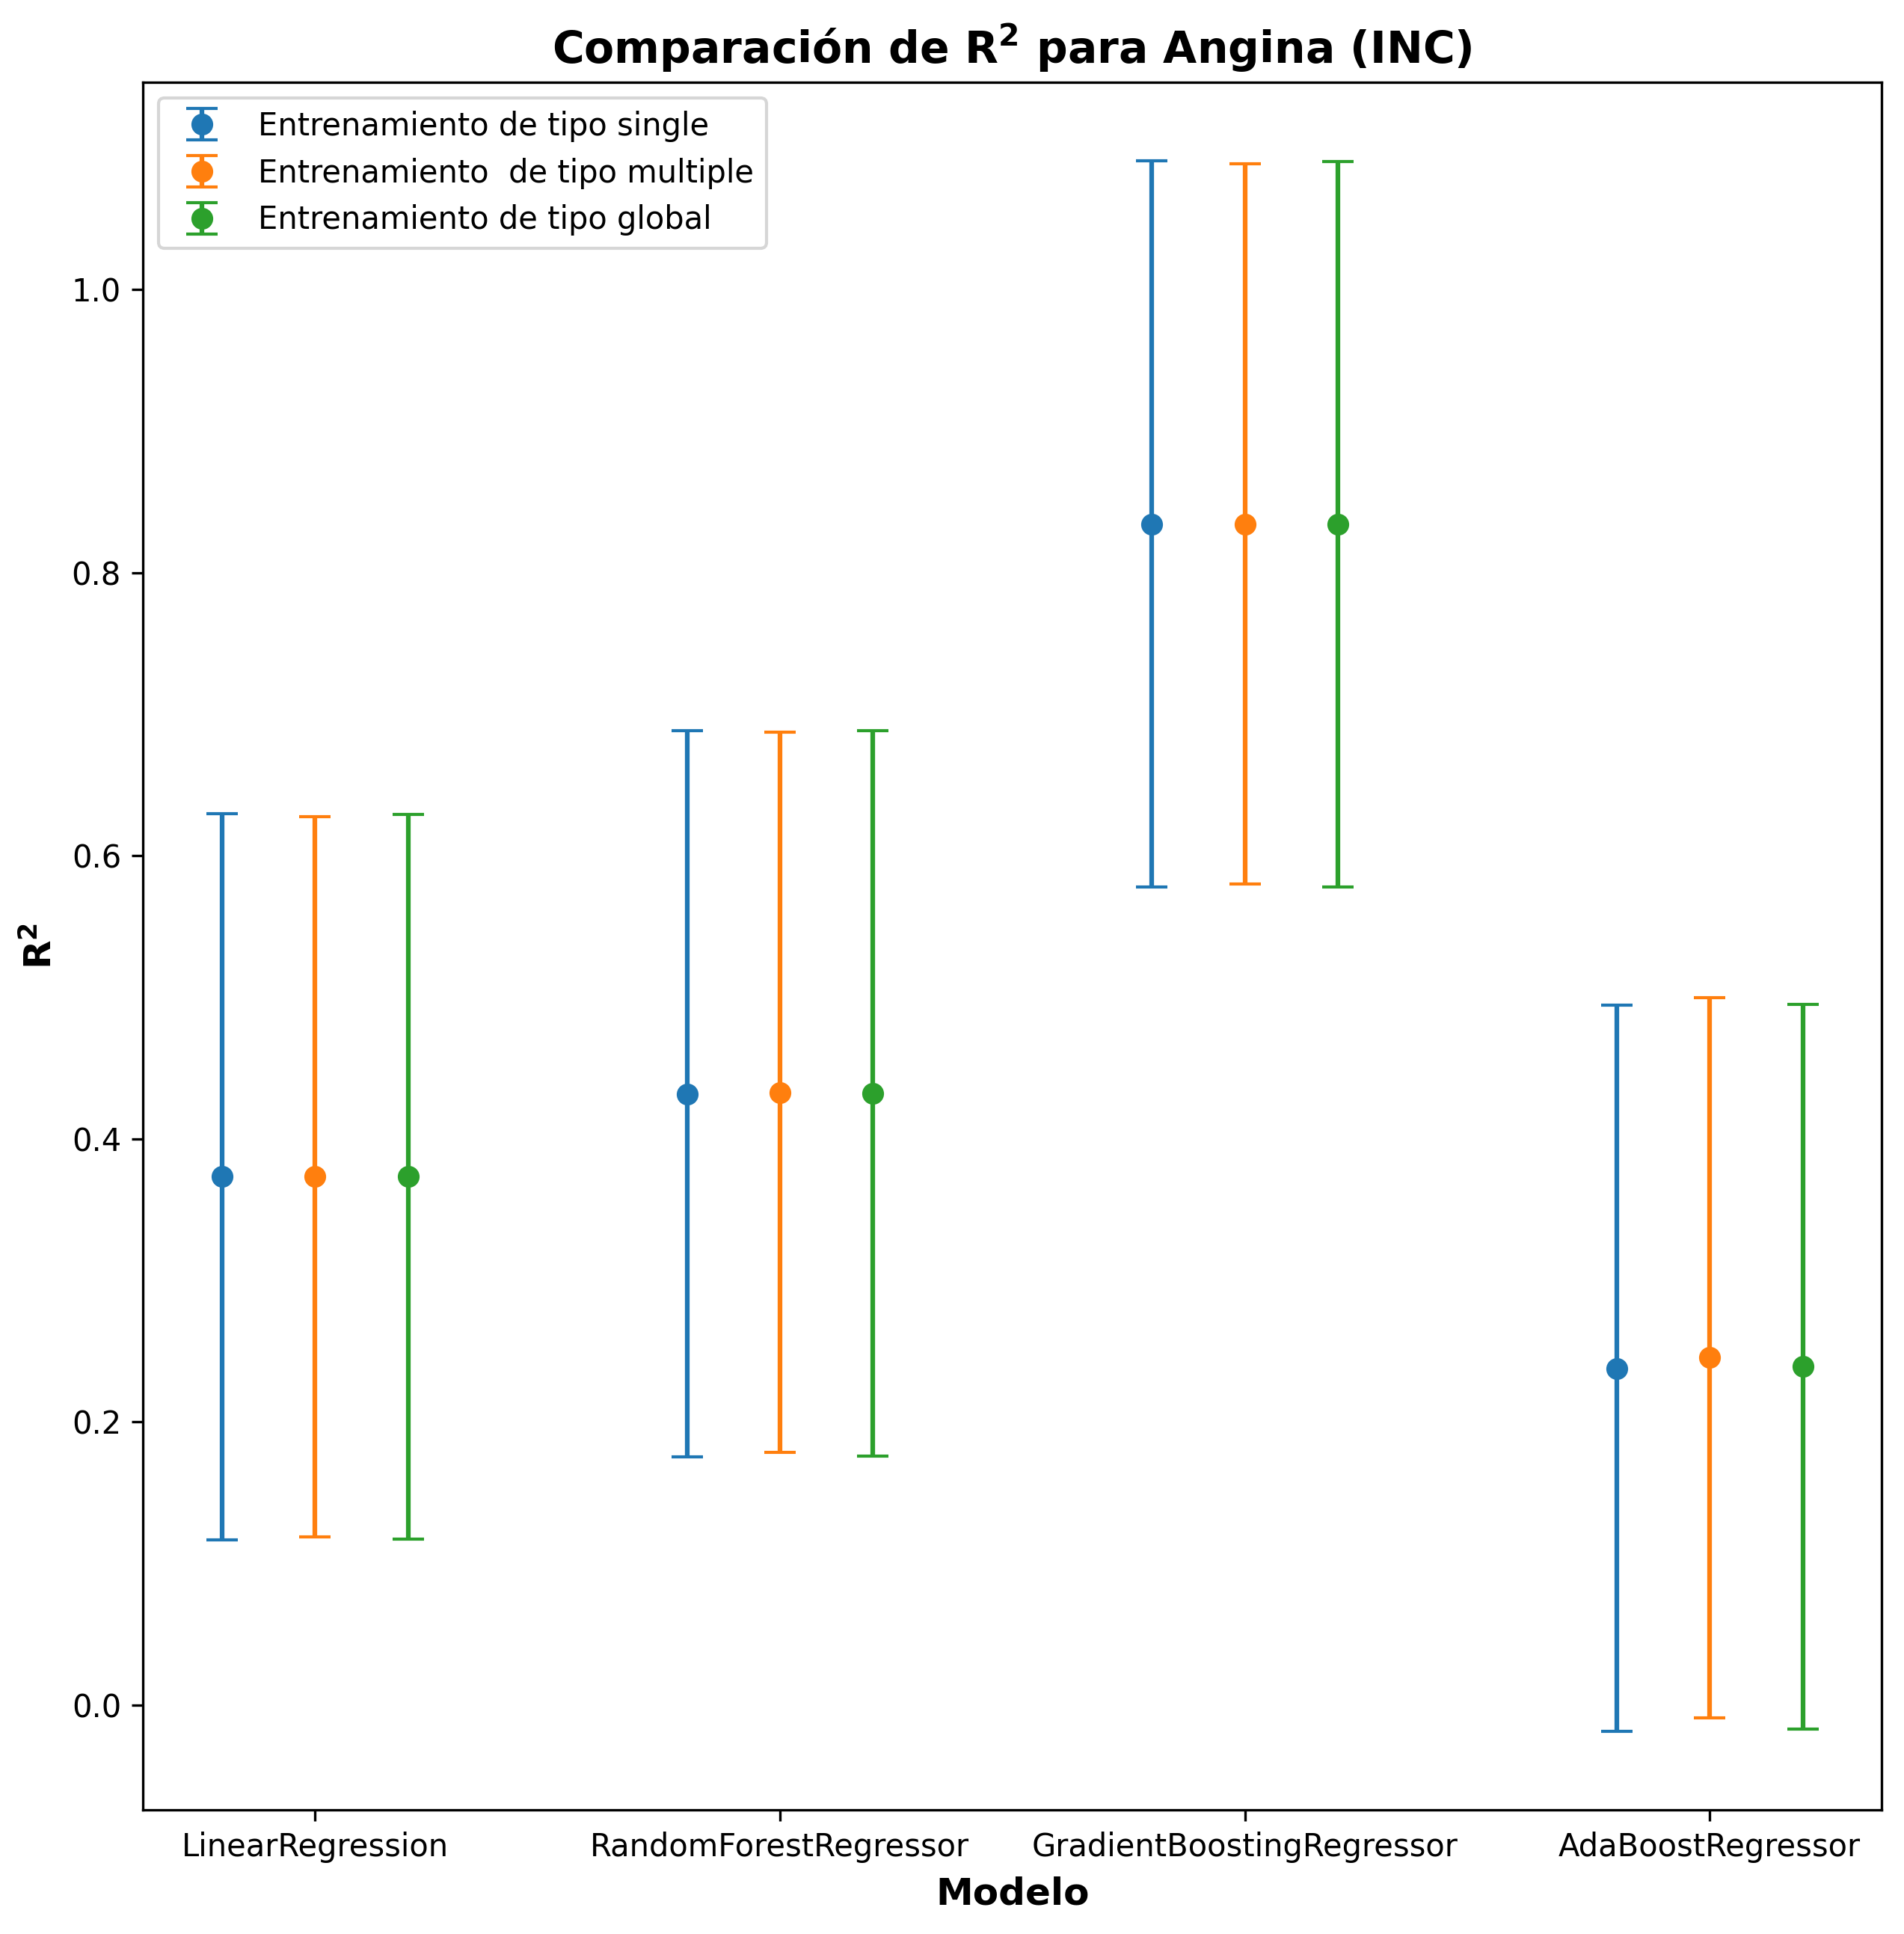 Comparación de R² para Angina (INC)
Entrenamiento de tipo single
Entrenamiento  de tipo multiple
Entrenamiento de tipo global
1.0
0.8
0.6
0.4
0.2
0.0
R²
LinearRegression
RandomForestRegressor
GradientBoostingRegressor
AdaBoostRegressor
Modelo